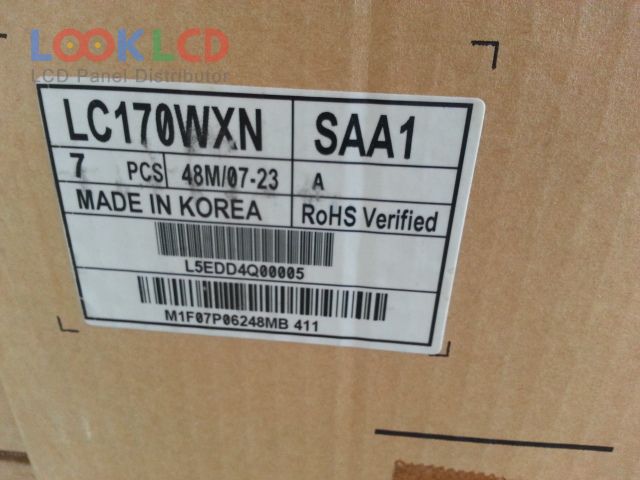 LOOKLCD
LCD Panel Distributor
LC170WXN SAA1
7 PCS 48M/07-23 A
MADE IN KOREA RoHS Verified
L5EDD4Q00005
M1F07P06248MB 411